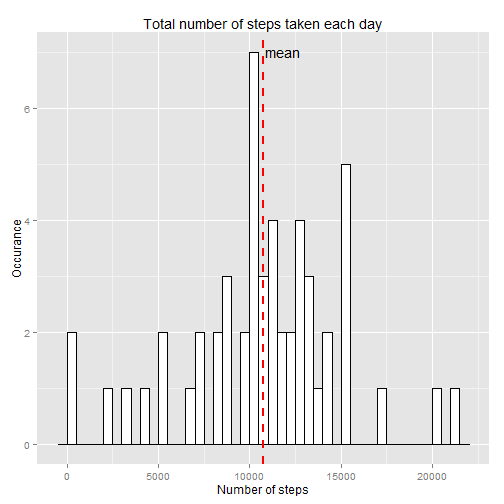 Total number of steps taken each day
mean
6
4
2
0
Occurance
0 5000 10000 15000 20000
Number of steps